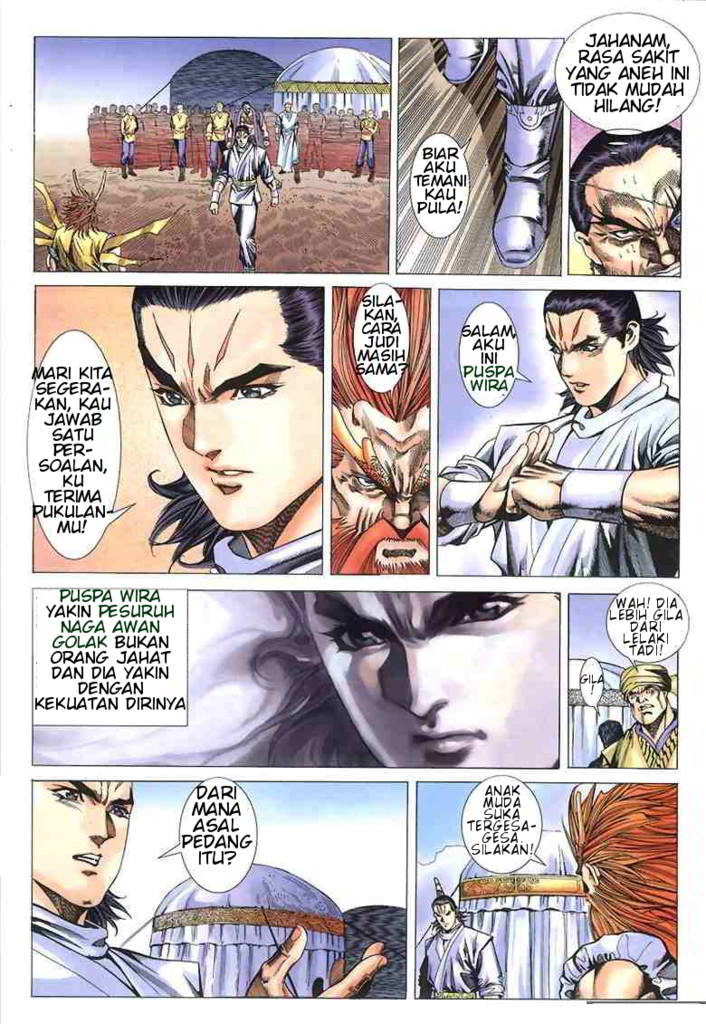 BIAR
AKU
TEMANI
KAU
PULA!
JAHANAM,
RASA SAKIT
YANG ANEH INI
TIDAK MUDAH
HILANG!
MARI KITA
SEGERA-
KAN, KAU
JAWAB
SATU
PER-
SOALAN,
KU
TERIMA
PUKULAN-
MU!
SILA-
KAN,
CARA
JUDI
MASIH
SAMA?
SALAM,
AKU
INI
PUSPA
WIRA
PUSPA WIRA
YAKIN PESURUH
NAGA AWAN
GOLAK BUKAN
ORANG JAHAT
DAN DIA YAKIN
DENGAN
KEKUATAN DIRINYA
WAH! DIA
LEBIH GILA
DARI
LELAKI
TADI!
GILA
!
DARI
MANA
ASAL
PEDANG
ITU?
ANAK
MUDA
SUKA
TERGESA-
GESA
SILAKAN!